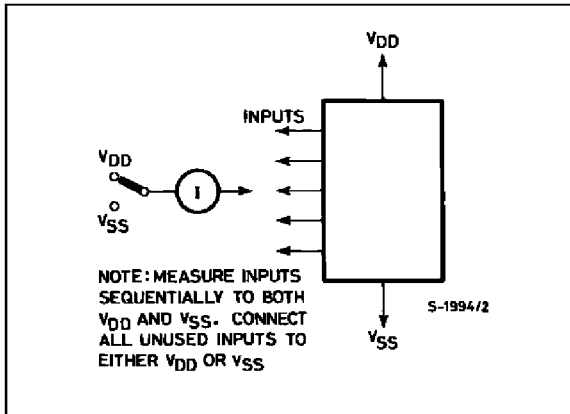 VDD
INPUTS
VDD
I
VSS
NOTE: MEASURE INPUTS
SEQUENTIALLY TO BOTH
VDD AND VSS. CONNECT
ALL UNUSED INPUTS TO
EITHER VDD OR VSS
S-1994/2
VSS